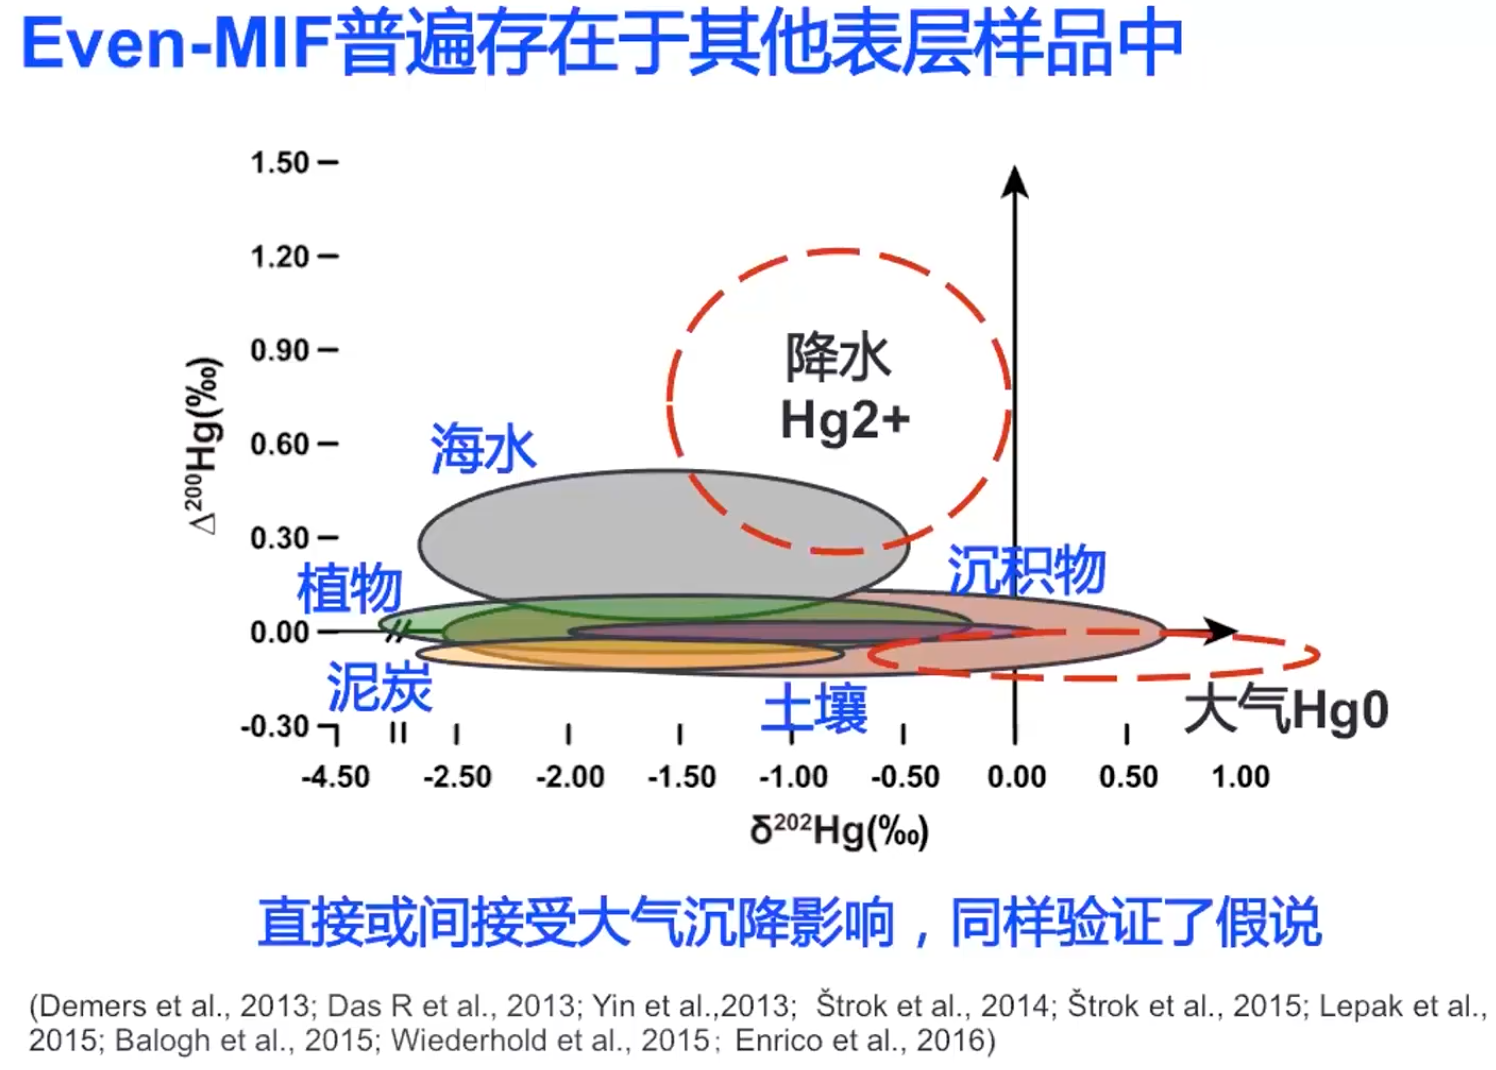 Even-MIF普遍存在于其他表层样品中
1.50
1.20
0.90
0.60
0.30
0.00
-0.30
Δ²⁰⁰Hg(‰)
降水
Hg2+
海水
植物
沉积物
泥炭
土壤
大气Hg0
-4.50 -2.50 -2.00 -1.50 -1.00 -0.50 0.00 0.50 1.00
δ²⁰²Hg(‰)
直接或间接受大气沉降影响，同样验证了假说
(Demers et al., 2013; Das R et al., 2013; Yin et al.,2013; Štrok et al., 2014; Štrok et al., 2015; Lepak et al.,
2015; Balogh et al., 2015; Wiederhold et al., 2015; Enrico et al., 2016)